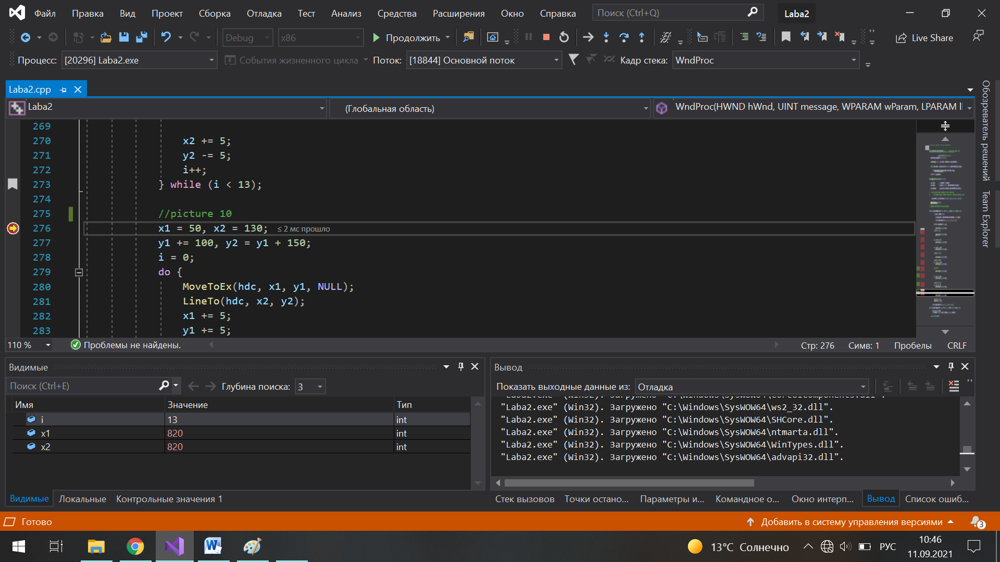 Файл Правка Вид Проект Сборка Отладка Тест Анализ Средства Расширения Окно Справка Поиск (Ctrl+Q) Laba2
Debug x86 Продолжить Live Share
Процесс: [20296] Laba2.exe События жизненного цикла Поток: [18844] Основной поток Кадр стека: WndProc
Laba2.cpp
Laba2 (Глобальная область) WndProc(HWND hWnd, UINT message, WPARAM wParam, LPARAM l
269
270 x2 += 5;
271 y2 -= 5;
272 i++;
273 } while (i < 13);
274
275 //picture 10
276 x1 = 50, x2 = 130; ≤ 2 мс прошло
277 y1 += 100, y2 = y1 + 150;
278 i = 0;
279 do {
280 MoveToEx(hdc, x1, y1, NULL);
281 LineTo(hdc, x2, y2);
282 x1 += 5;
283 y1 += 5;
Обозреватель решений
Team Explorer
110 % Проблемы не найдены. Стр: 276 Симв: 1 Пробелы CRLF
Видимые
Поиск (Ctrl+E) Глубина поиска: 3
Имя Значение Тип
i 13 int
x1 820 int
x2 820 int
Видимые Локальные Контрольные значения 1
Вывод
Показать выходные данные из: Отладка
"Laba2.exe" (Win32). Загружено "C:\Windows\SysWOW64\ws2_32.dll".
"Laba2.exe" (Win32). Загружено "C:\Windows\SysWOW64\SHCore.dll".
"Laba2.exe" (Win32). Загружено "C:\Windows\SysWOW64\ntmarta.dll".
"Laba2.exe" (Win32). Загружено "C:\Windows\SysWOW64\WinTypes.dll".
"Laba2.exe" (Win32). Загружено "C:\Windows\SysWOW64\advapi32.dll".
Стек вызовов Точки остано... Параметры и... Командное о... Окно интерп... Вывод Список ошиб...
Готово Добавить в систему управления версиями 3
13°C Солнечно РУС 10:46
11.09.2021